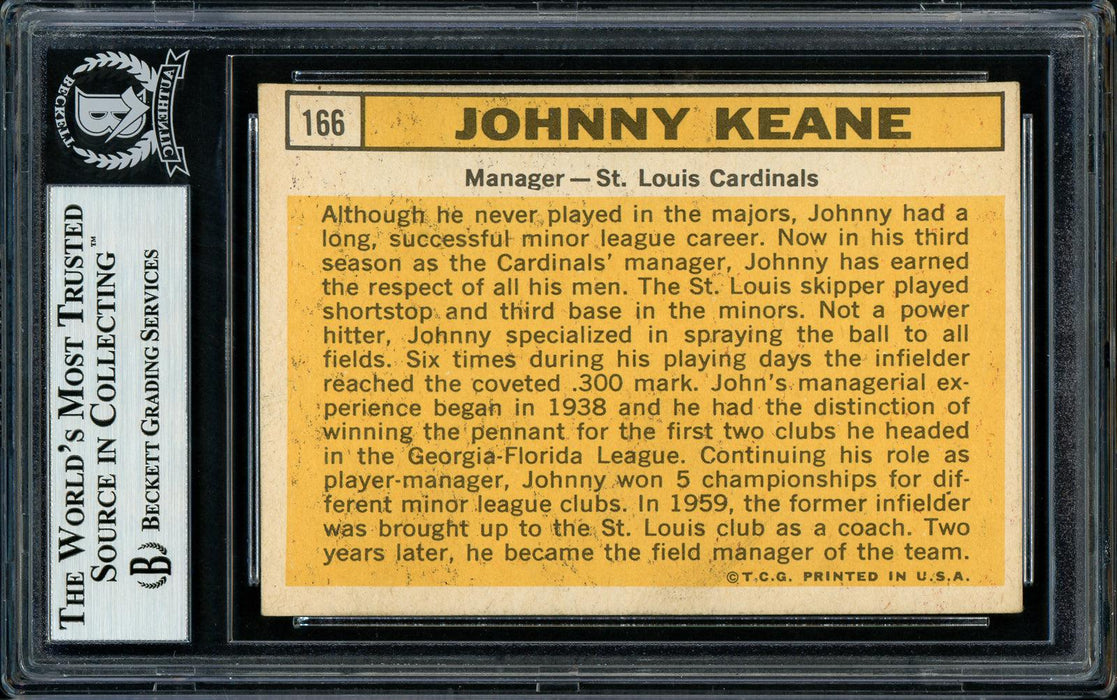 BECKETT
AUTHENTIC
B
THE WORLD'S MOST TRUSTED
SOURCE IN COLLECTING™
B BECKETT GRADING SERVICES
166
JOHNNY KEANE
Manager — St. Louis Cardinals
Although he never played in the majors, Johnny had a
long, successful minor league career. Now in his third
season as the Cardinals' manager, Johnny has earned
the respect of all his men. The St. Louis skipper played
shortstop and third base in the minors. Not a power
hitter, Johnny specialized in spraying the ball to all
fields. Six times during his playing days the infielder
reached the coveted .300 mark. John's managerial ex-
perience began in 1938 and he had the distinction of
winning the pennant for the first two clubs he headed
in the Georgia-Florida League. Continuing his role as
player-manager, Johnny won 5 championships for dif-
ferent minor league clubs. In 1959, the former infielder
was brought up to the St. Louis club as a coach. Two
years later, he became the field manager of the team.
©T.C.G. PRINTED IN U.S.A.